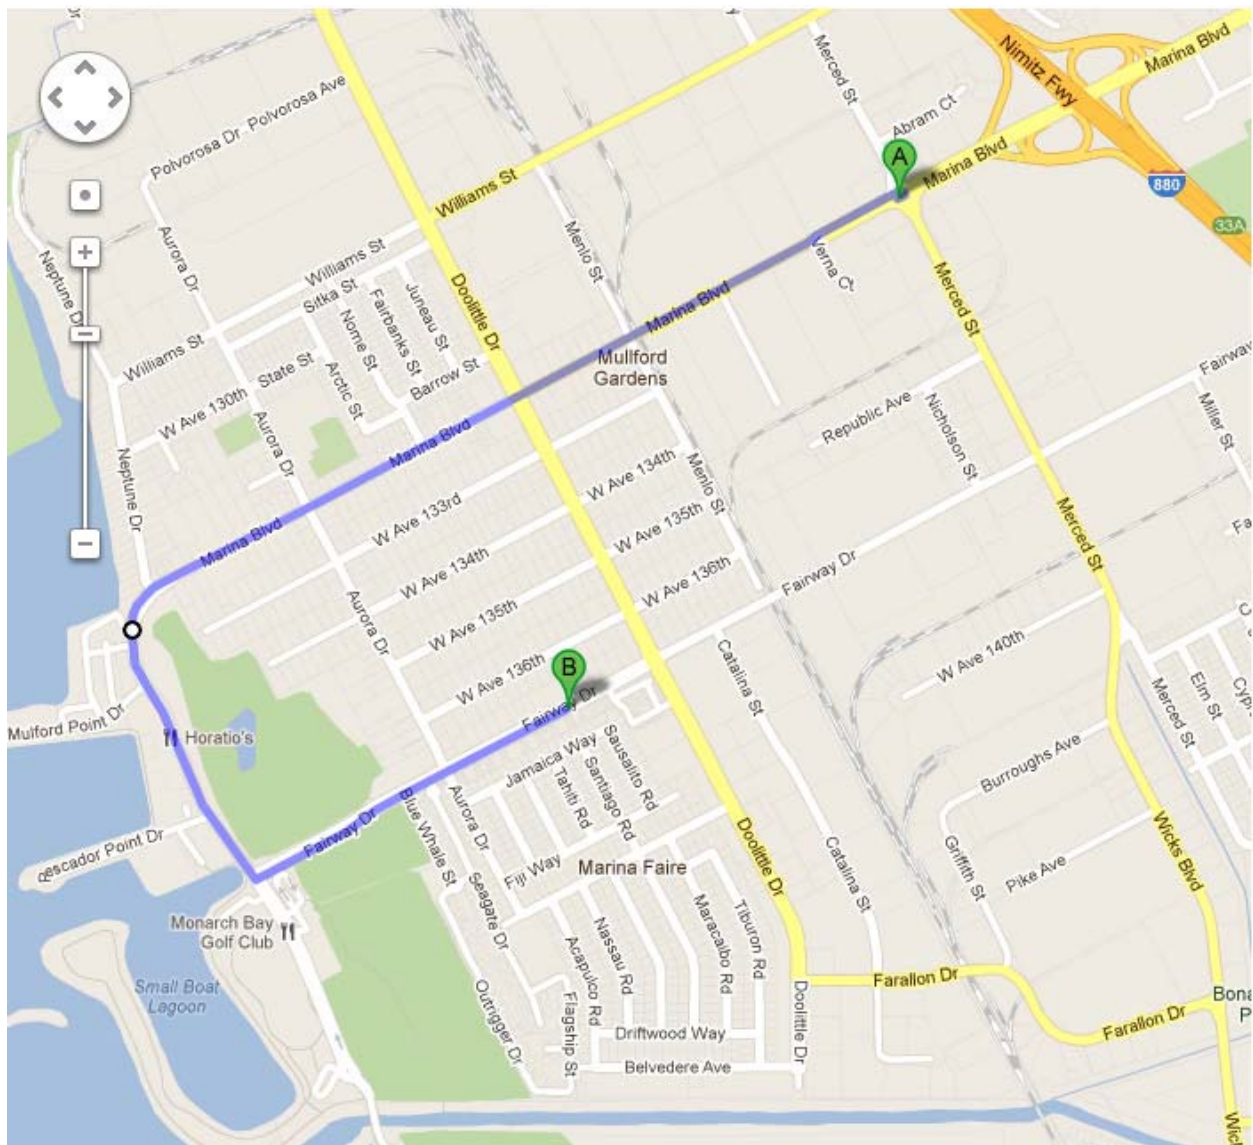 Marina Blvd
Nimitz Fwy
Merced St
Polvorosa Ave
Polvorosa Dr
Abram Ct
A
Marina Blvd
880
33A
Williams St
Aurora Dr
Menlo St
Williams St
Neptune D
Verna Ct
Merced St
Sitka St
Juneau St
Fairbanks St
Nome St
Doolittle Dr
Marina Blvd
Williams St
State St
Arctic St
Barrow St
Mullford
Gardens
Fairway
W Ave 130th
Aurora Dr
Republic Ave
Nicholson St
Miller St
Marina Blvd
Neptune Dr
W Ave 134th
Menlo St
W Ave 133rd
W Ave 135th
Merced St
Fa
Marina Blvd
W Ave 134th
W Ave 136th
Fairway Dr
W Ave 135th
Aurora Dr
W Ave 140th
W Ave 136th
B
Catalina St
Elm St
Merced St
Fairway Dr
Mulford Point Dr
Horatio's
Sausalito Rd
Jamaica Way
Santiago Rd
Tahiti Rd
Burroughs Ave
Blue Whale St
Aurora Dr
Fairway Dr
Pescador Point Dr
Doolittle Dr
Catalina St
Wicks Blvd
Griffith St
Pike Ave
Fiji Way
Marina Faire
Seagate Dr
Monarch Bay
Golf Club
Maracaibo Rd
Tiburon Rd
Nassau Rd
Acapulco Rd
Farallon Dr
Small Boat
Lagoon
Outrigger Dr
Flagship St
Doolittle Dr
Bona
P
Farallon Dr
Driftwood Way
Belvedere Ave
Wic